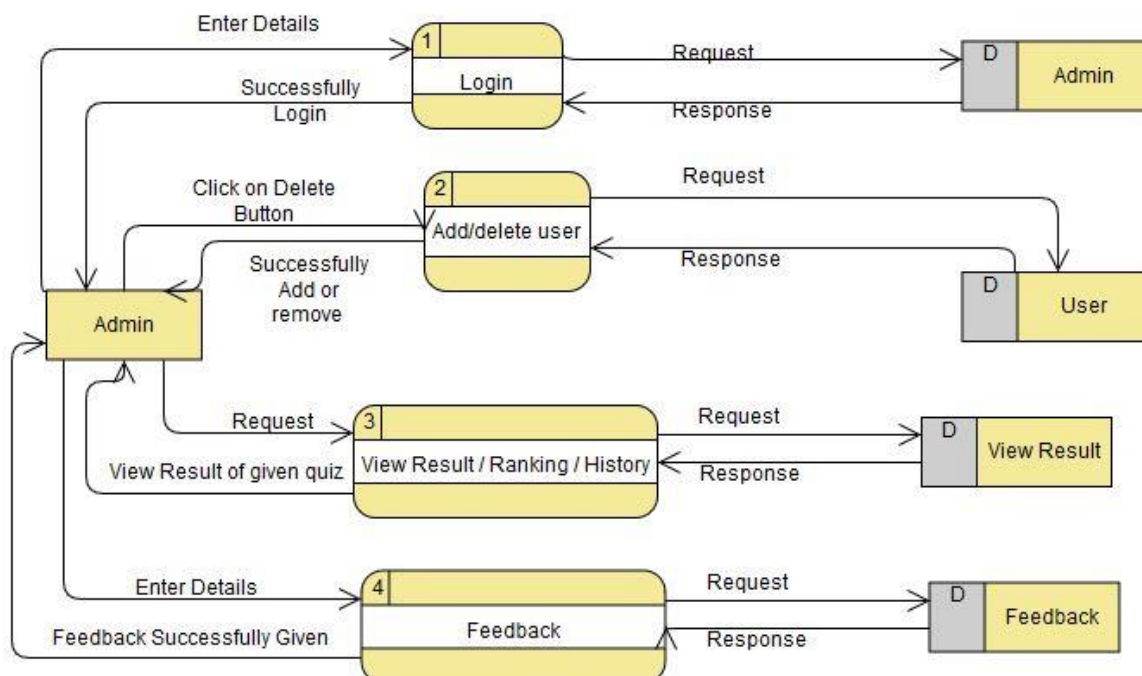 Enter Details
1
Login
Request
D
Admin
Successfully
Login
Response
Click on Delete
Button
2
Add/delete user
Request
Successfully
Add or
remove
Response
D
User
Admin
Request
3
View Result / Ranking / History
Request
D
View Result
View Result of given quiz
Response
Enter Details
4
Feedback
Request
D
Feedback
Feedback Successfully Given
Response